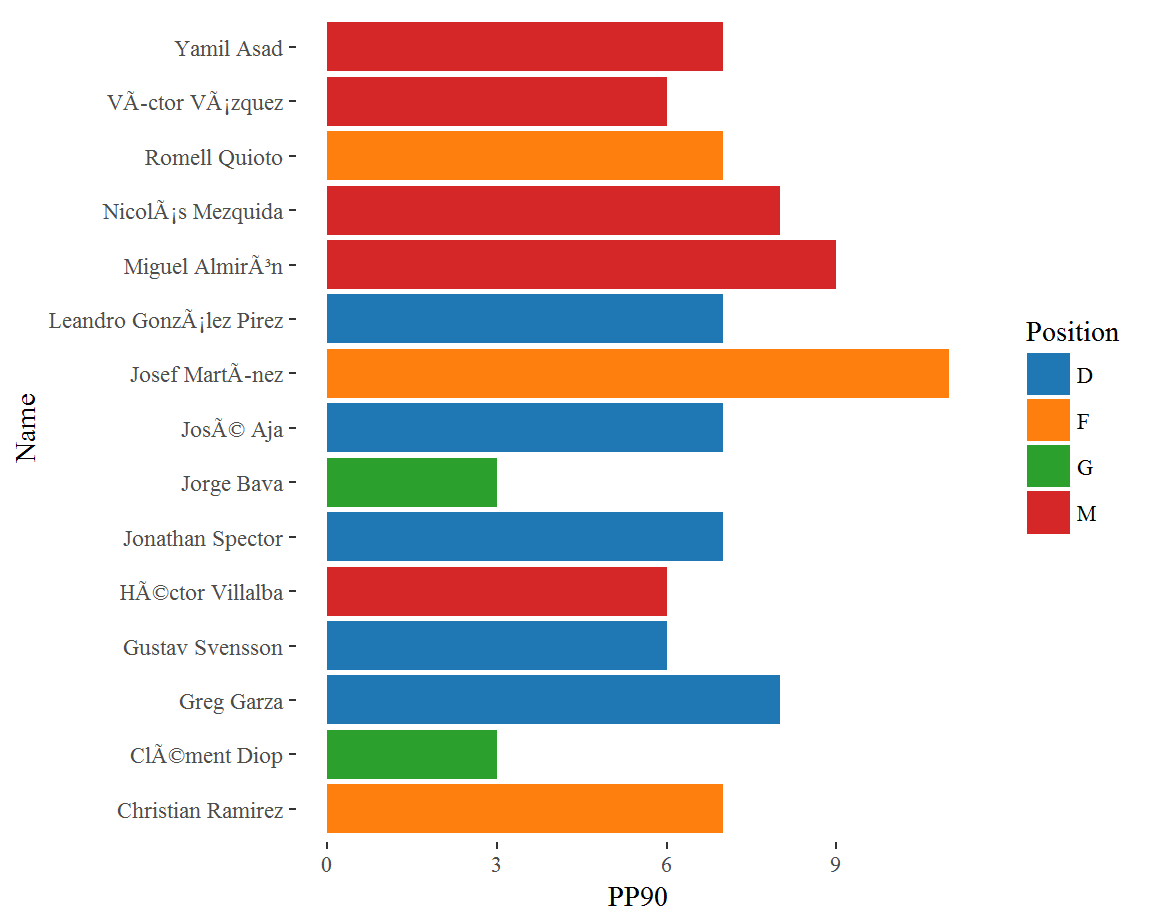 Yamil Asad
VÃ-ctor VÃ¡zquez
Romell Quioto
NicolÃ¡s Mezquida
Miguel AlmirÃ³n
Leandro GonzÃ¡lez Pirez
Josef MartÃ-nez
JosÃ© Aja
Jorge Bava
Jonathan Spector
HÃ©ctor Villalba
Gustav Svensson
Greg Garza
ClÃ©ment Diop
Christian Ramirez
Name
0 3 6 9
PP90
Position
D
F
G
M